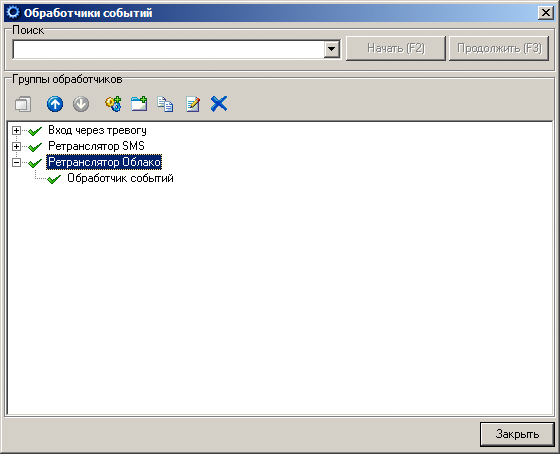 Обработчики событий
Поиск
Начать (F2)
Продолжить (F3)
Группы обработчиков
Вход через тревогу
Ретранслятор SMS
Ретранслятор Облако
Обработчик событий
Закрыть